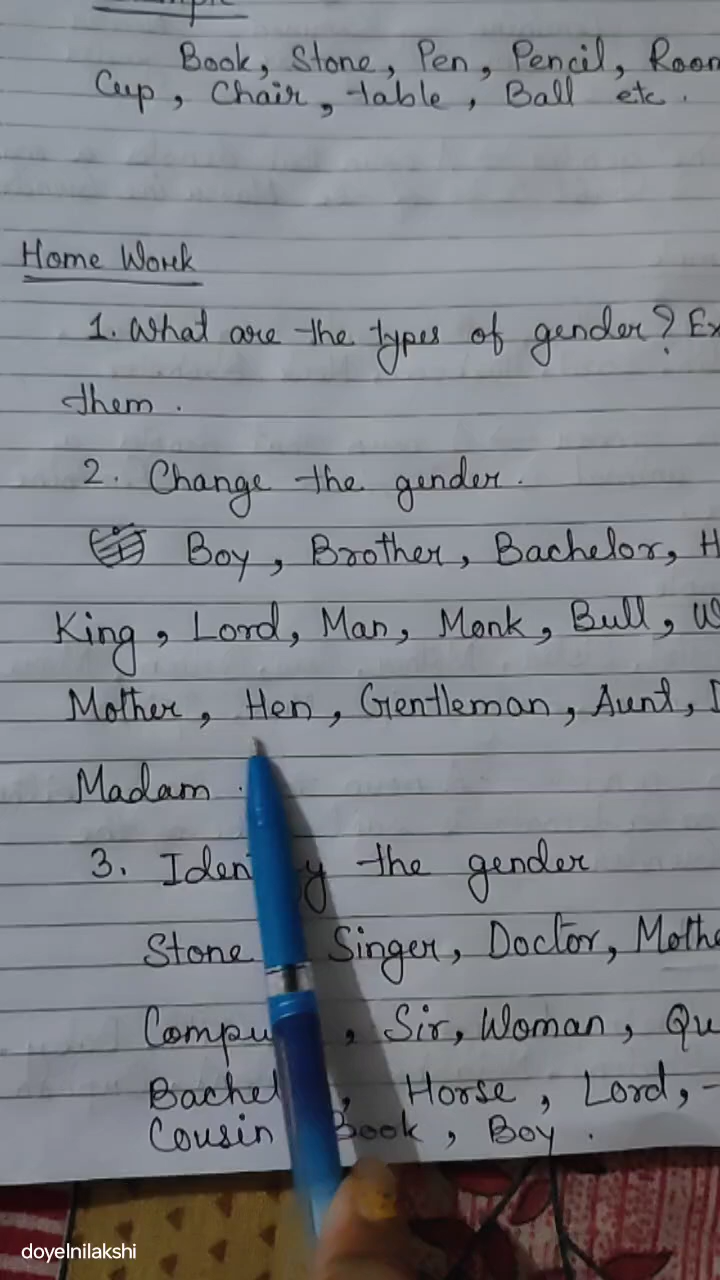 Book, Stone, Pen, Pencil,
Cup, Chair, table, Ball etc.
Home Work
1. What are the types of gender?
them.
2. Change the gender.
Boy, Brother, Bachelor,
King, Lord, Man, Monk, Bull,
Mother, Hen, Gentleman, Aunt,
Madam.
3. the gender
Stone Singer, Doctor,
, Sir, Woman,
, Horse, Lord,
Cousin Book, Boy.
doyelnilakshi